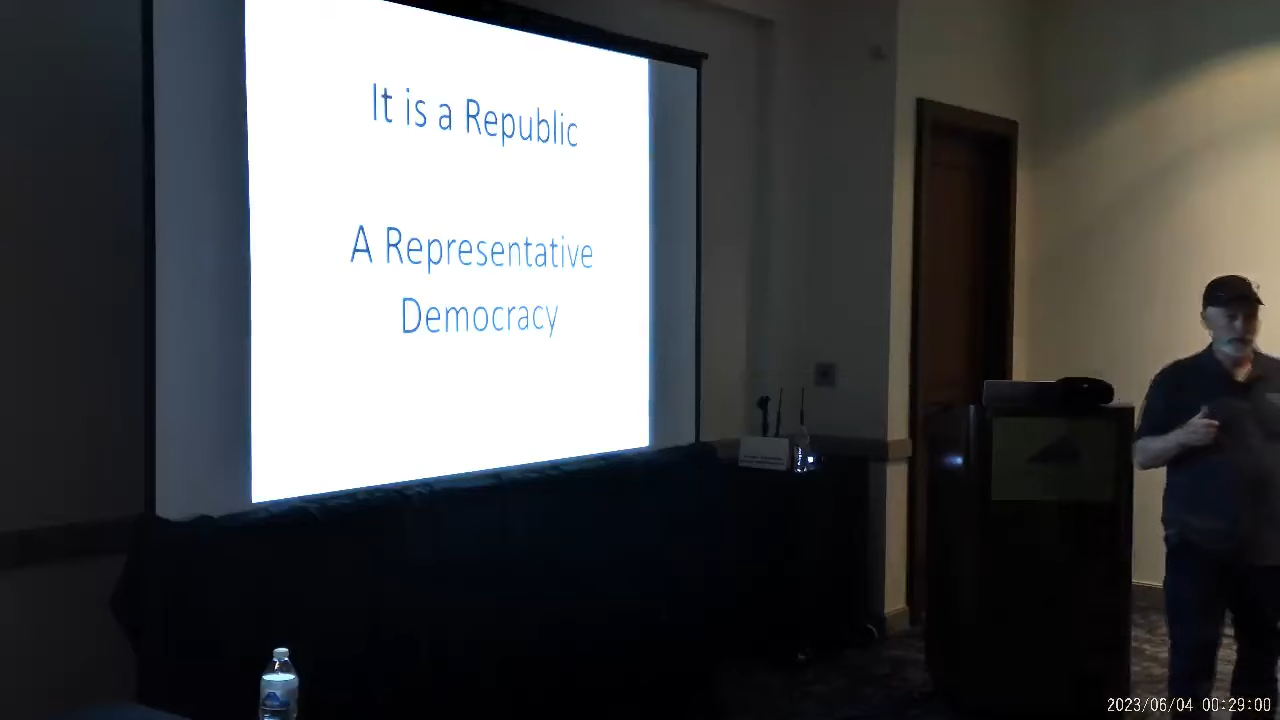 It is a Republic
A Representative
Democracy
2023/06/04 00:29:00